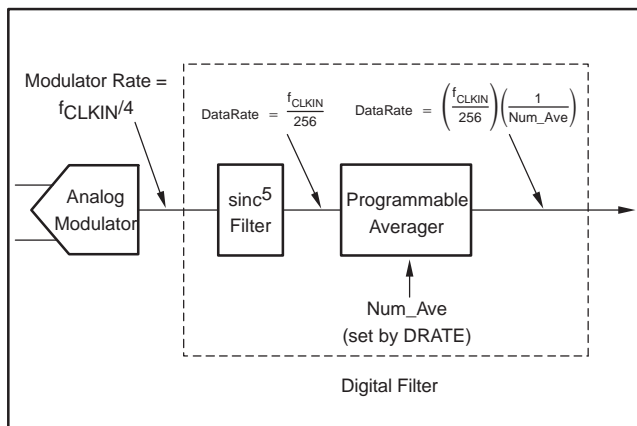 Modulator Rate =
fCLKIN/4
DataRate = fCLKIN/256
DataRate = (fCLKIN/256)(1/Num_Ave)
Analog
Modulator
sinc5
Filter
Programmable
Averager
Num_Ave
(set by DRATE)
Digital Filter